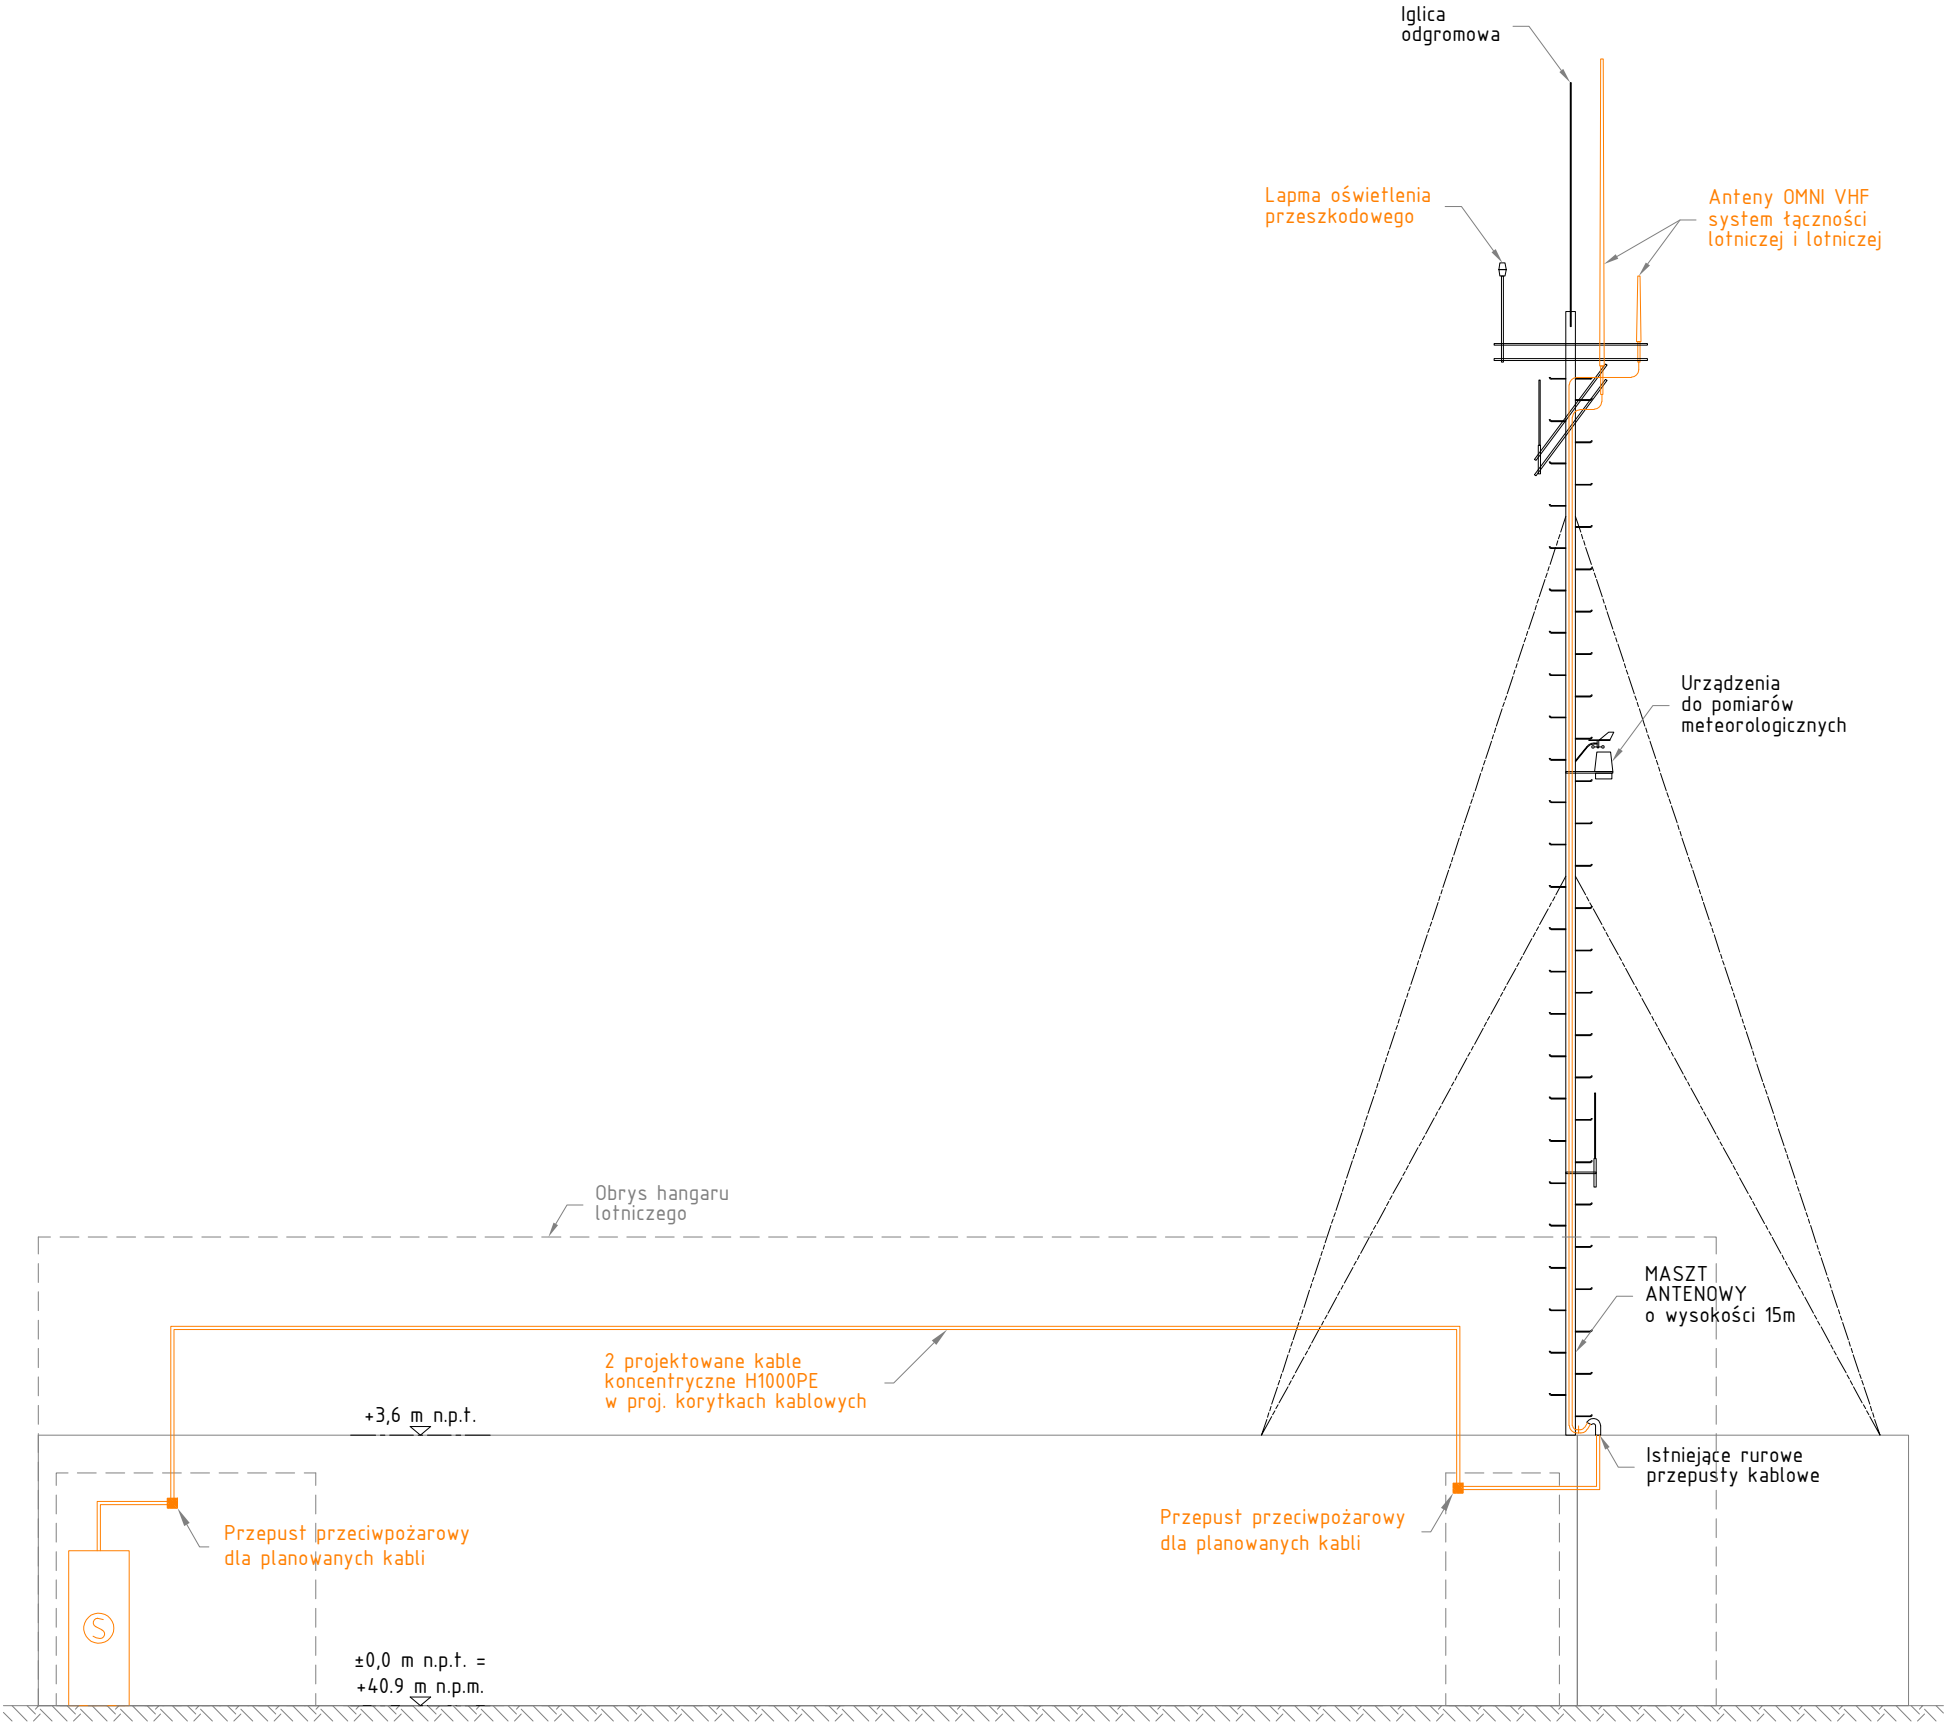 Iglica
odgromowa
Lapma oświetlenia
przeszkodowego
Anteny OMNI VHF
system łączności
lotniczej i lotniczej
Urządzenia
do pomiarów
meteorologicznych
Obrys hangaru
lotniczego
MASZT
ANTENOWY
o wysokości 15m
2 projektowane kable
koncentryczne H1000PE
w proj. korytkach kablowych
+3,6 m n.p.t.
Istniejące rurowe
przepusty kablowe
Przepust przeciwpożarowy
dla planowanych kabli
Przepust przeciwpożarowy
dla planowanych kabli
S
±0,0 m n.p.t. =
+40.9 m n.p.m.